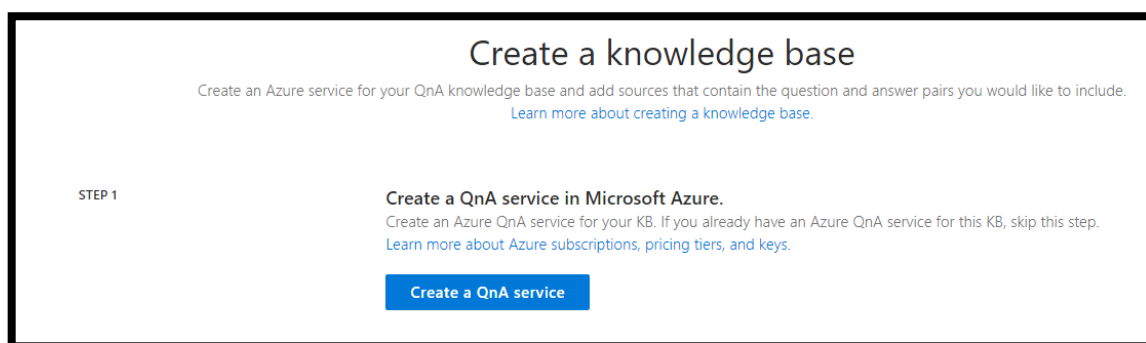 Create a knowledge base
Create an Azure service for your QnA knowledge base and add sources that contain the question and answer pairs you would like to include.
Learn more about creating a knowledge base.
STEP 1
Create a QnA service in Microsoft Azure.
Create an Azure QnA service for your KB. If you already have an Azure QnA service for this KB, skip this step.
Learn more about Azure subscriptions, pricing tiers, and keys.
Create a QnA service